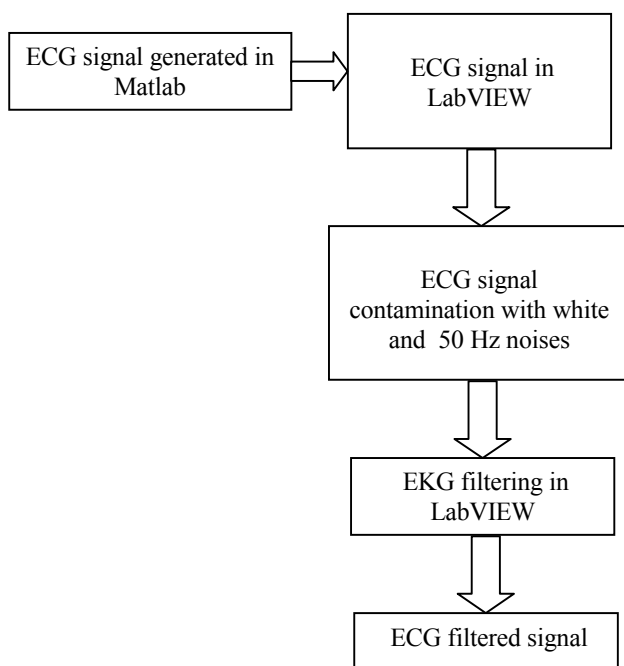 ECG signal generated in
Matlab
ECG signal in
LabVIEW
ECG signal
contamination with white
and 50 Hz noises
EKG filtering in
LabVIEW
ECG filtered signal